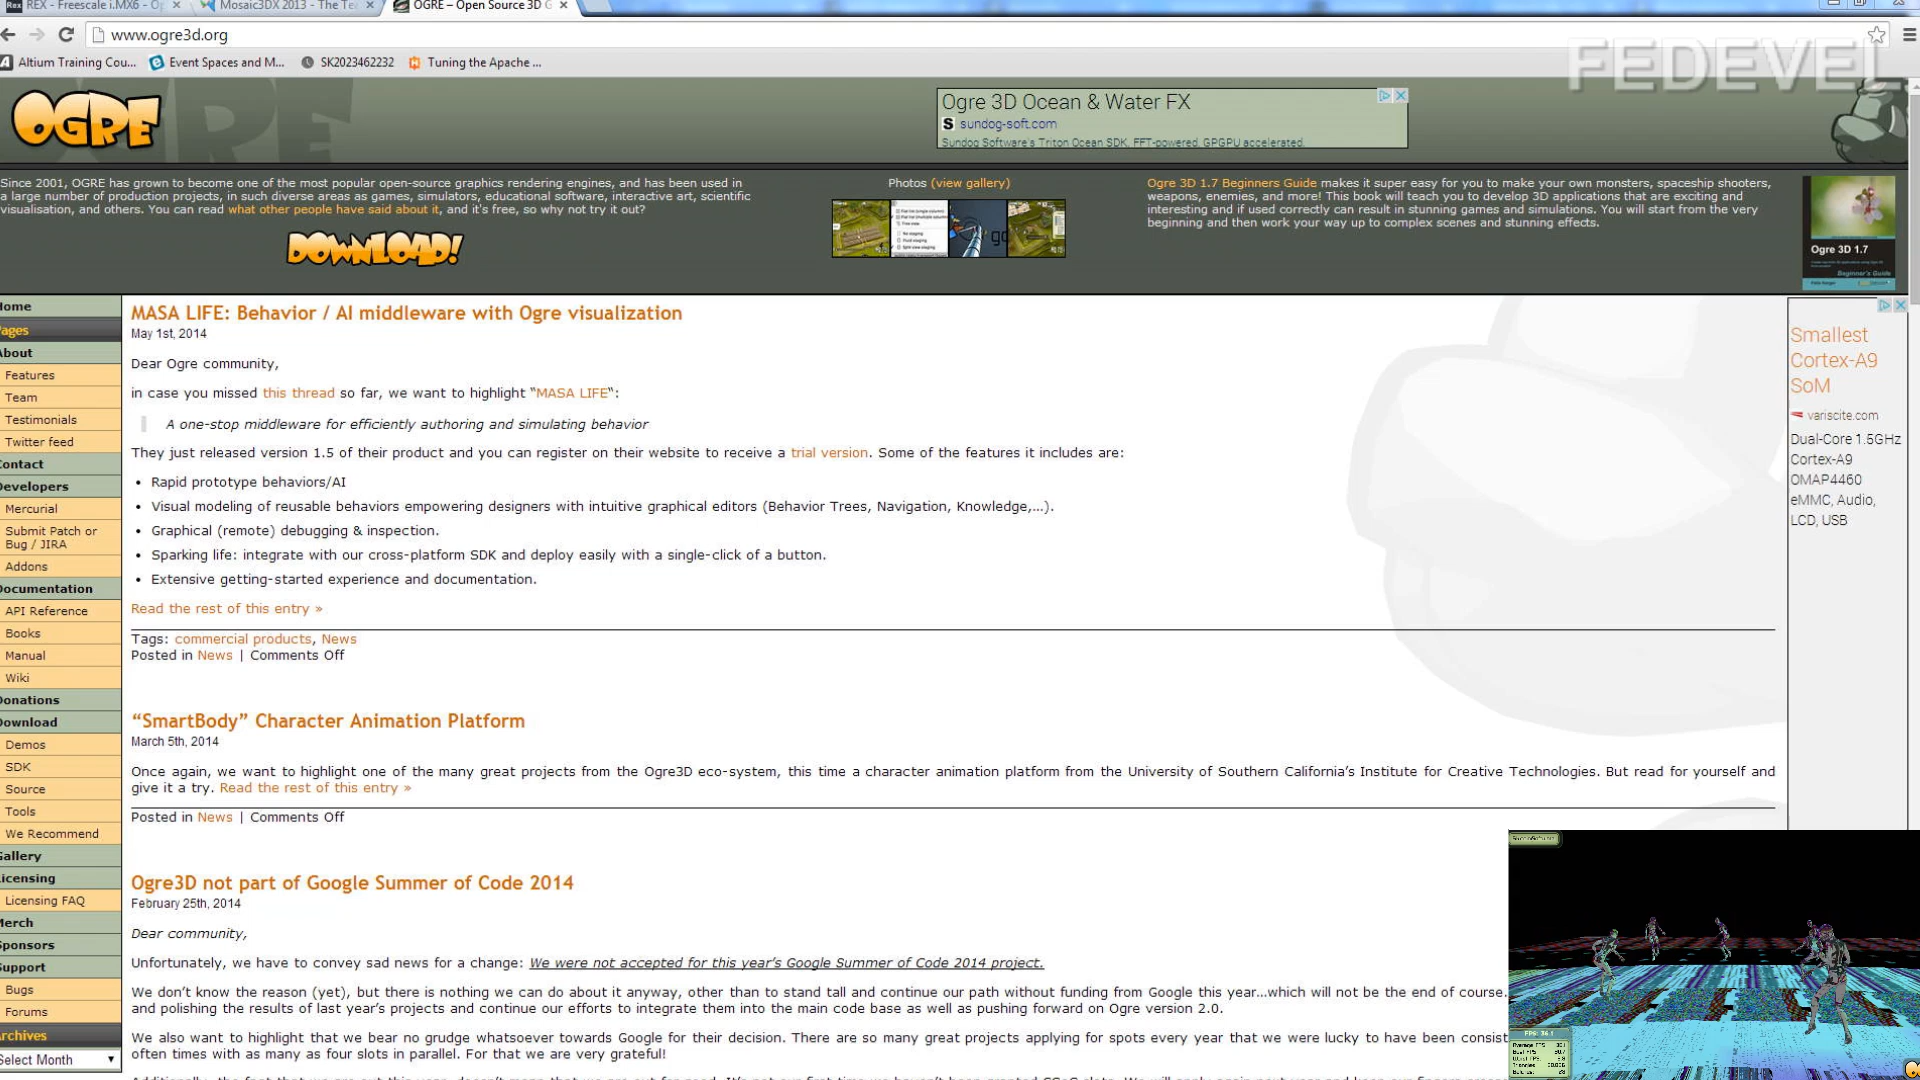 REX - Freescale i.MX6 - Op
Mosaic3DX 2013 - The Te
OGRE – Open Source 3D G
www.ogre3d.org
Altium Training Cou...
Event Spaces and M...
SK2023462232
Tuning the Apache ...
FEDEVEL
OGRE
Ogre 3D Ocean & Water FX
sundog-soft.com
Sundog Software's Triton Ocean SDK, FFT-powered, GPGPU accelerated.
Since 2001, OGRE has grown to become one of the most popular open-source graphics rendering engines, and has been used in
a large number of production projects, in such diverse areas as games, simulators, educational software, interactive art, scientific
visualisation, and others. You can read what other people have said about it, and it's free, so why not try it out?
DOWNLOAD!
Photos (view gallery)
Ogre 3D 1.7 Beginners Guide makes it super easy for you to make your own monsters, spaceship shooters,
weapons, enemies, and more! This book will teach you to develop 3D applications that are exciting and
interesting and if used correctly can result in stunning games and simulations. You will start from the very
beginning and then work your way up to complex scenes and stunning effects.
Ogre 3D 1.7
Beginner's Guide
Home
Pages
About
Features
Team
Testimonials
Twitter feed
Contact
Developers
Mercurial
Submit Patch or
Bug / JIRA
Addons
Documentation
API Reference
Books
Manual
Wiki
Donations
Download
Demos
SDK
Source
Tools
We Recommend
Gallery
Licensing
Licensing FAQ
Merch
Sponsors
Support
Bugs
Forums
Archives
Select Month
MASA LIFE: Behavior / AI middleware with Ogre visualization
May 1st, 2014
Dear Ogre community,
in case you missed this thread so far, we want to highlight “MASA LIFE“:
A one-stop middleware for efficiently authoring and simulating behavior
They just released version 1.5 of their product and you can register on their website to receive a trial version. Some of the features it includes are:
• Rapid prototype behaviors/AI
• Visual modeling of reusable behaviors empowering designers with intuitive graphical editors (Behavior Trees, Navigation, Knowledge,…).
• Graphical (remote) debugging & inspection.
• Sparking life: integrate with our cross-platform SDK and deploy easily with a single-click of a button.
• Extensive getting-started experience and documentation.
Read the rest of this entry »
Tags: commercial products, News
Posted in News | Comments Off
“SmartBody” Character Animation Platform
March 5th, 2014
Once again, we want to highlight one of the many great projects from the Ogre3D eco-system, this time a character animation platform from the University of Southern California’s Institute for Creative Technologies. But read for yourself and
give it a try. Read the rest of this entry »
Posted in News | Comments Off
Ogre3D not part of Google Summer of Code 2014
February 25th, 2014
Dear community,
Unfortunately, we have to convey sad news for a change: We were not accepted for this year’s Google Summer of Code 2014 project.
We don’t know the reason (yet), but there is nothing we can do about it anyway, other than to stand tall and continue our path without funding from Google this year…which will not be the end of course.
and polishing the results of last year’s projects and continue our efforts to integrate them into the main code base as well as pushing forward on Ogre version 2.0.
We also want to highlight that we bear no grudge whatsoever towards Google for their decision. There are so many great projects applying for spots every year that we were lucky to have been consist
often times with as many as four slots in parallel. For that we are very grateful!
Smallest
Cortex-A9
SoM
variscite.com
Dual-Core 1.5GHz
Cortex-A9
OMAP4460
eMMC, Audio,
LCD, USB